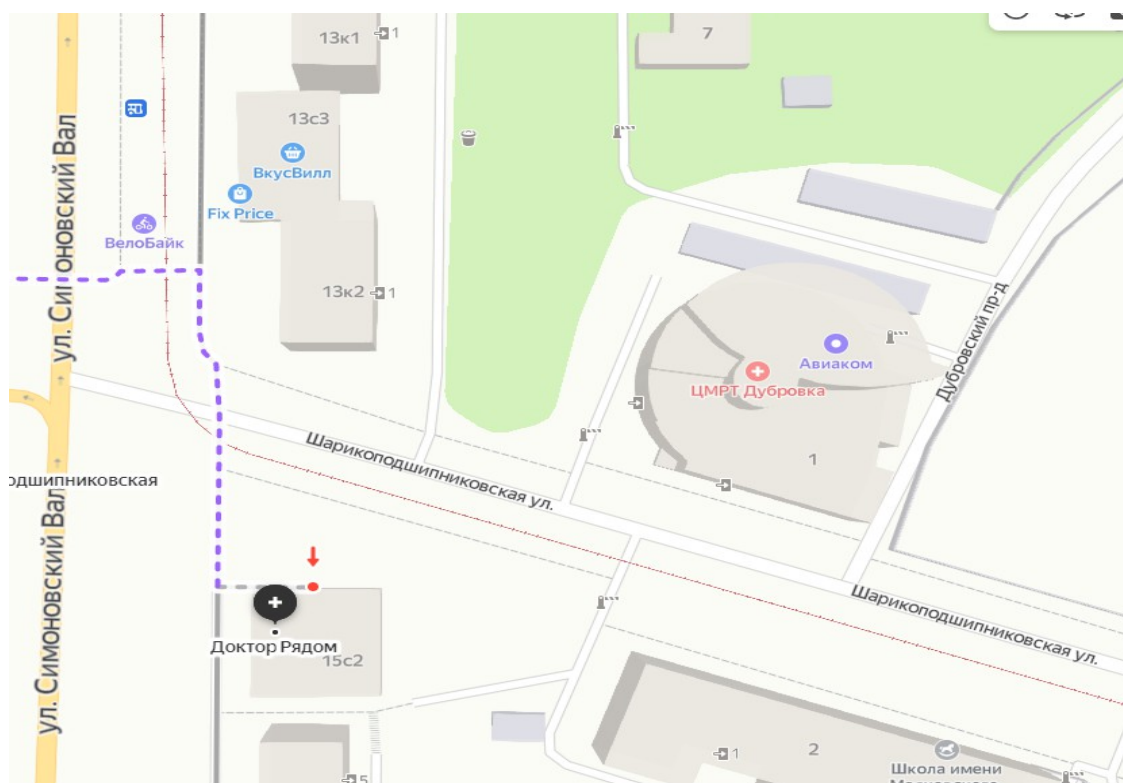 13к1
1
7
13с3
ВкусВилл
Fix Price
ВелоБайк
ул. Симоновский Вал
13к2
1
Дубровский пр-д
Авиаком
ЦМРТ Дубровка
1
Шарикоподшипниковская ул.
одшипниковская
ул. Симоновский Вал
Шарикоподшипниковская ул.
Доктор Рядом
15с2
1
2
5
Школа имени